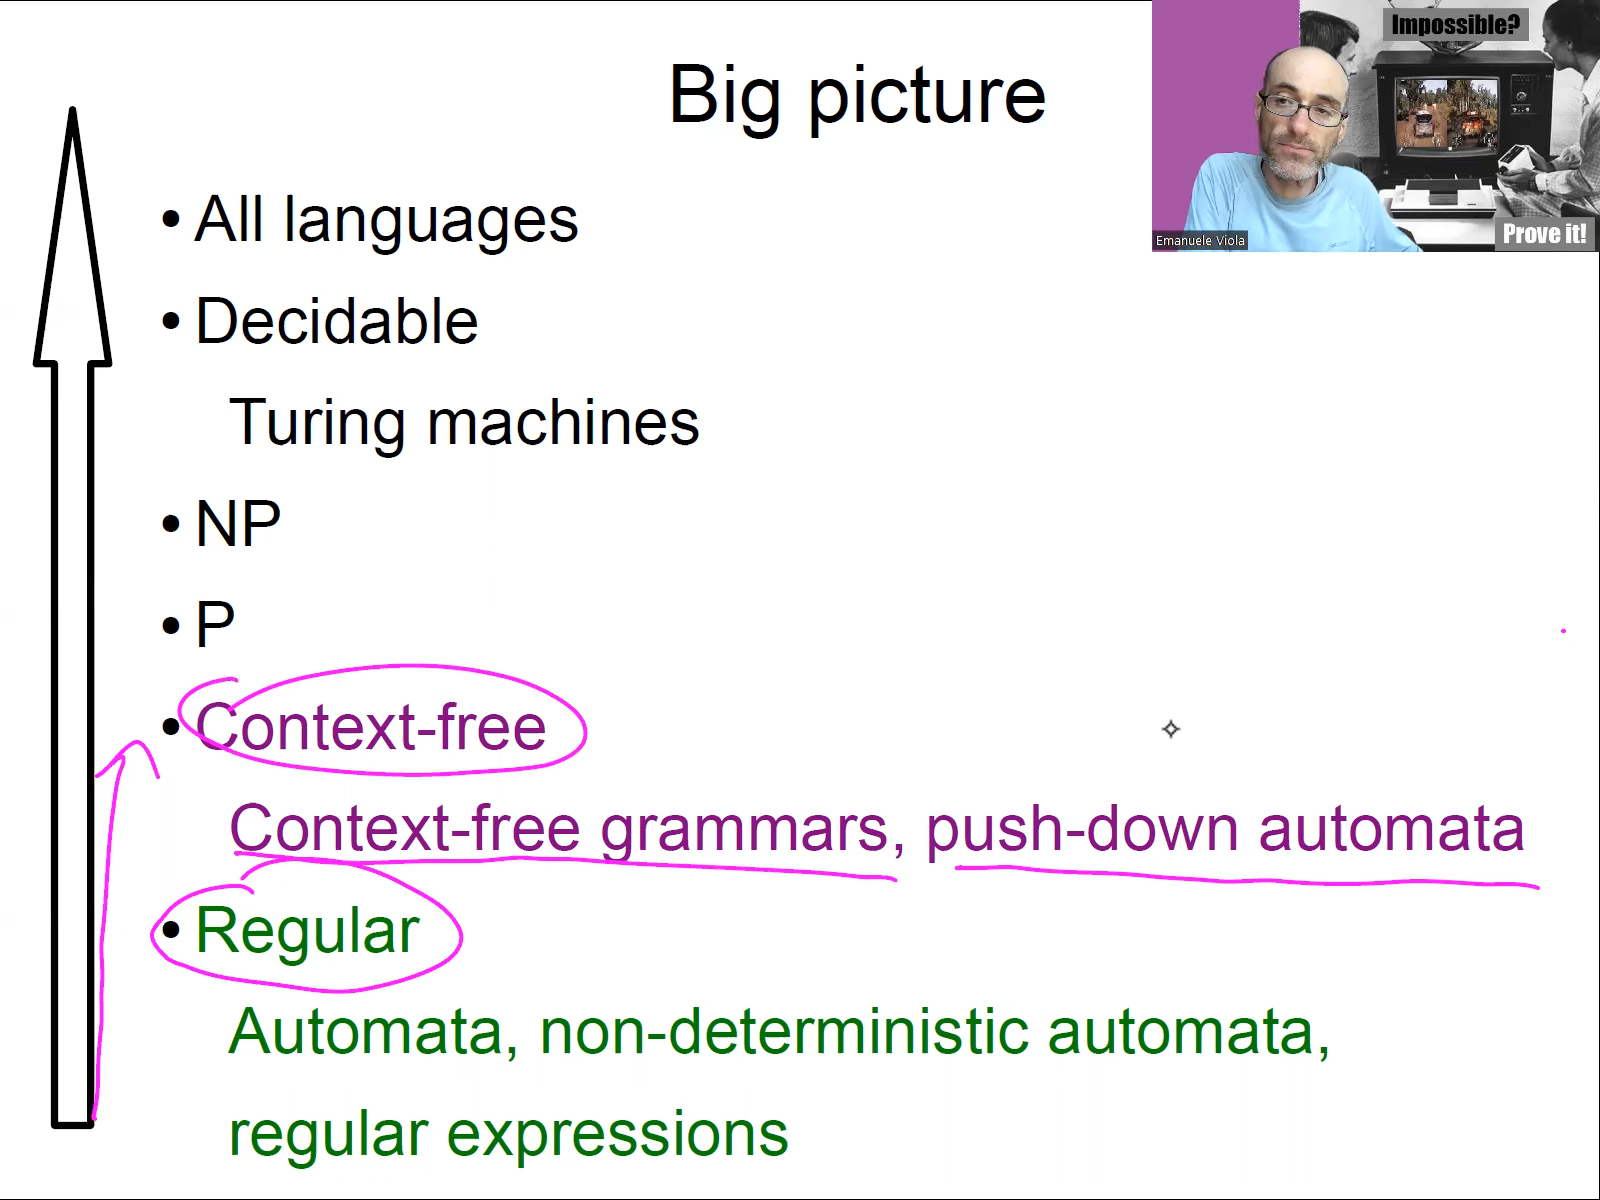 Big picture
Impossible?
Prove it!
Emanuele Viola
• All languages
• Decidable
Turing machines
• NP
• P
• Context-free
Context-free grammars, push-down automata
• Regular
Automata, non-deterministic automata,
regular expressions